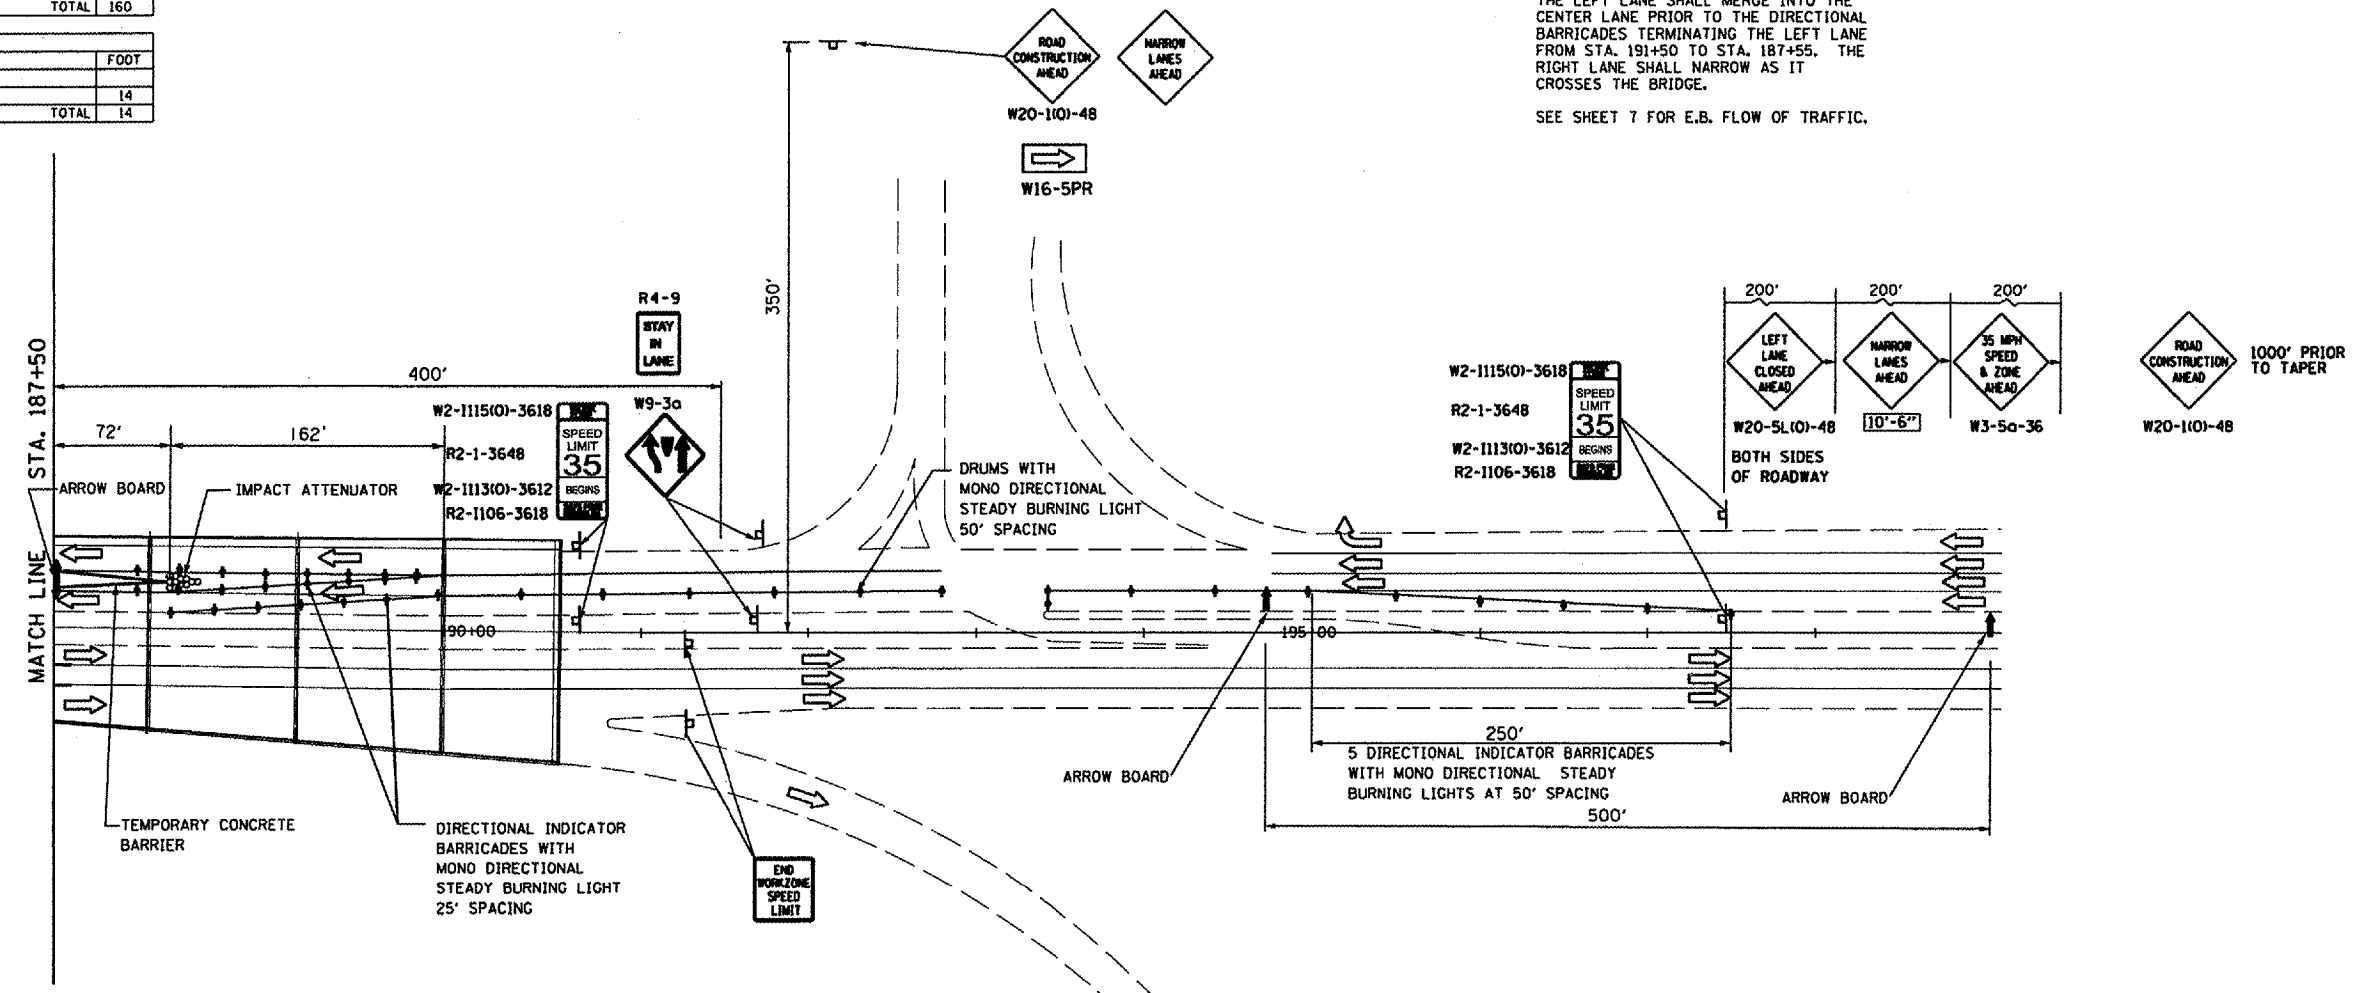 TOTAL 160
FOOT
14
TOTAL 14
THE LEFT LANE SHALL MERGE INTO THE
CENTER LANE PRIOR TO THE DIRECTIONAL
BARRICADES TERMINATING THE LEFT LANE
FROM STA. 191+50 TO STA. 187+55. THE
RIGHT LANE SHALL NARROW AS IT
CROSSES THE BRIDGE.
SEE SHEET 7 FOR E.B. FLOW OF TRAFFIC.
ROAD
CONSTRUCTION
AHEAD
NARROW
LANES
AHEAD
W20-1(O)-48
W16-5PR
350'
R4-9
STAY
IN
LANE
W9-3a
400'
72'
162'
MATCH LINE STA. 187+50
ARROW BOARD
IMPACT ATTENUATOR
W2-I115(O)-3618
R2-1-3648
W2-I113(O)-3612
R2-I106-3618
SPEED
LIMIT
35
BEGINS
DRUMS WITH
MONO DIRECTIONAL
STEADY BURNING LIGHT
50' SPACING
W2-I115(O)-3618
R2-1-3648
W2-I113(O)-3612
R2-I106-3618
SPEED
LIMIT
35
BEGINS
200'
200'
200'
LEFT
LANE
CLOSED
AHEAD
NARROW
LANES
AHEAD
35 MPH
SPEED
& ZONE
AHEAD
ROAD
CONSTRUCTION
AHEAD
1000' PRIOR
TO TAPER
W20-5L(O)-48
10'-6"
W3-5a-36
W20-1(O)-48
BOTH SIDES
OF ROADWAY
90+00
195+00
250'
5 DIRECTIONAL INDICATOR BARRICADES
WITH MONO DIRECTIONAL STEADY
BURNING LIGHTS AT 50' SPACING
500'
ARROW BOARD
ARROW BOARD
TEMPORARY CONCRETE
BARRIER
DIRECTIONAL INDICATOR
BARRICADES WITH
MONO DIRECTIONAL
STEADY BURNING LIGHT
25' SPACING
END
WORKZONE
SPEED
LIMIT